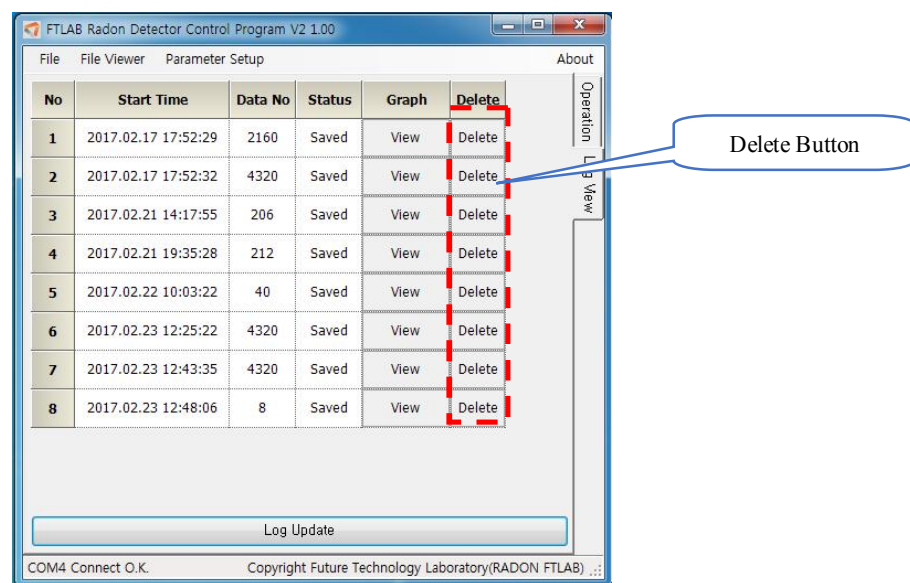 FTLAB Radon Detector Control Program V2 1.00
File File Viewer Parameter Setup About
No Start Time Data No Status Graph Delete
1 2017.02.17 17:52:29 2160 Saved View Delete
2 2017.02.17 17:52:32 4320 Saved View Delete
3 2017.02.21 14:17:55 206 Saved View Delete
4 2017.02.21 19:35:28 212 Saved View Delete
5 2017.02.22 10:03:22 40 Saved View Delete
6 2017.02.23 12:25:22 4320 Saved View Delete
7 2017.02.23 12:43:35 4320 Saved View Delete
8 2017.02.23 12:48:06 8 Saved View Delete
Operation
Log View
Delete Button
Log Update
COM4 Connect O.K. Copyright Future Technology Laboratory(RADON FTLAB)